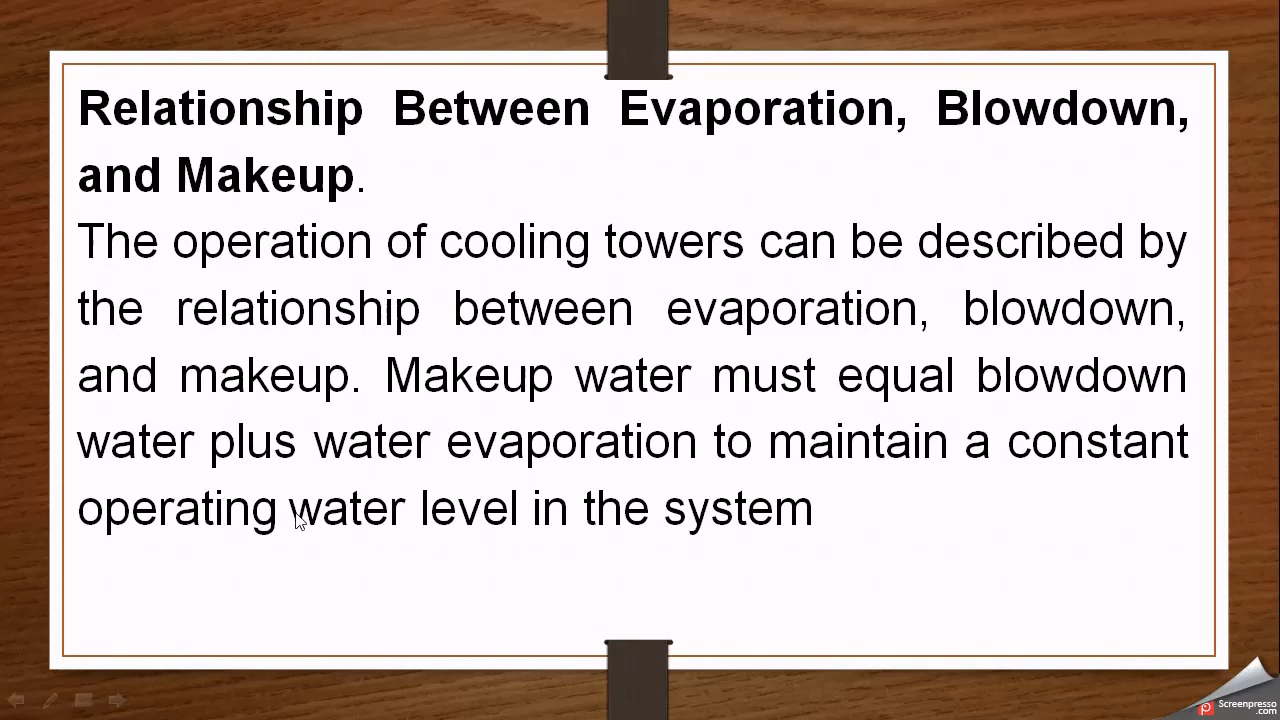 Relationship Between Evaporation, Blowdown,
and Makeup.
The operation of cooling towers can be described by
the relationship between evaporation, blowdown,
and makeup. Makeup water must equal blowdown
water plus water evaporation to maintain a constant
operating water level in the system
Screenpresso
.com